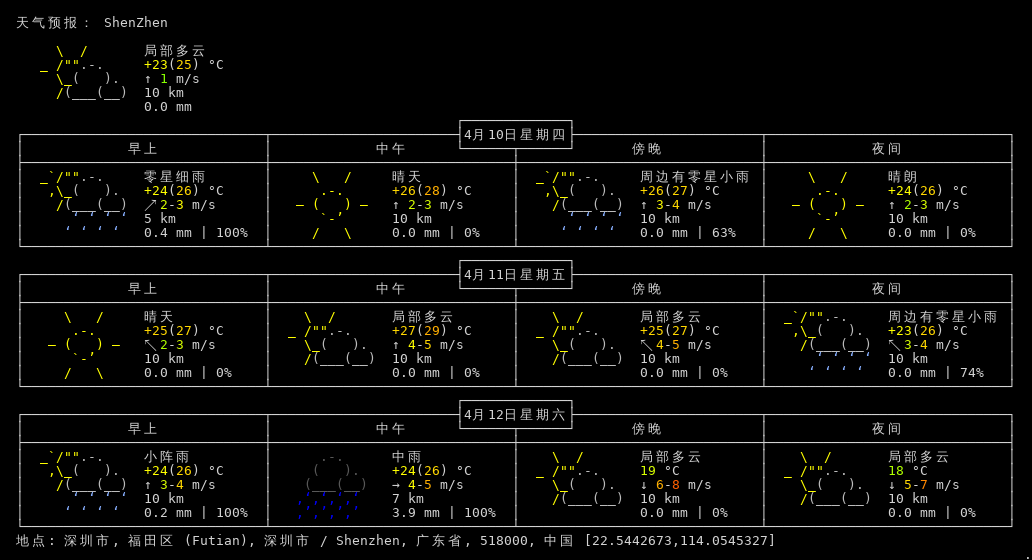 天气预报： ShenZhen
局部多云
+23(25) °C
↑ 1 m/s
10 km
0.0 mm
4月10日星期四
早上 中午 傍晚 夜间
零星细雨 晴天 周边有零星小雨 晴朗
+24(26) °C +26(28) °C +26(27) °C +24(26) °C
↗ 2-3 m/s ↑ 2-3 m/s ↑ 3-4 m/s ↑ 2-3 m/s
5 km 10 km 10 km 10 km
0.4 mm | 100% 0.0 mm | 0% 0.0 mm | 63% 0.0 mm | 0%
4月11日星期五
早上 中午 傍晚 夜间
晴天 局部多云 局部多云 周边有零星小雨
+25(27) °C +27(29) °C +25(27) °C +23(26) °C
↖ 2-3 m/s ↑ 4-5 m/s ↖ 4-5 m/s ↖ 3-4 m/s
10 km 10 km 10 km 10 km
0.0 mm | 0% 0.0 mm | 0% 0.0 mm | 0% 0.0 mm | 74%
4月12日星期六
早上 中午 傍晚 夜间
小阵雨 中雨 局部多云 局部多云
+24(26) °C +24(26) °C 19 °C 18 °C
↑ 3-4 m/s → 4-5 m/s ↓ 6-8 m/s ↓ 5-7 m/s
10 km 7 km 10 km 10 km
0.2 mm | 100% 3.9 mm | 100% 0.0 mm | 0% 0.0 mm | 0%
地点: 深圳市, 福田区 (Futian), 深圳市 / Shenzhen, 广东省, 518000, 中国 [22.5442673,114.0545327]